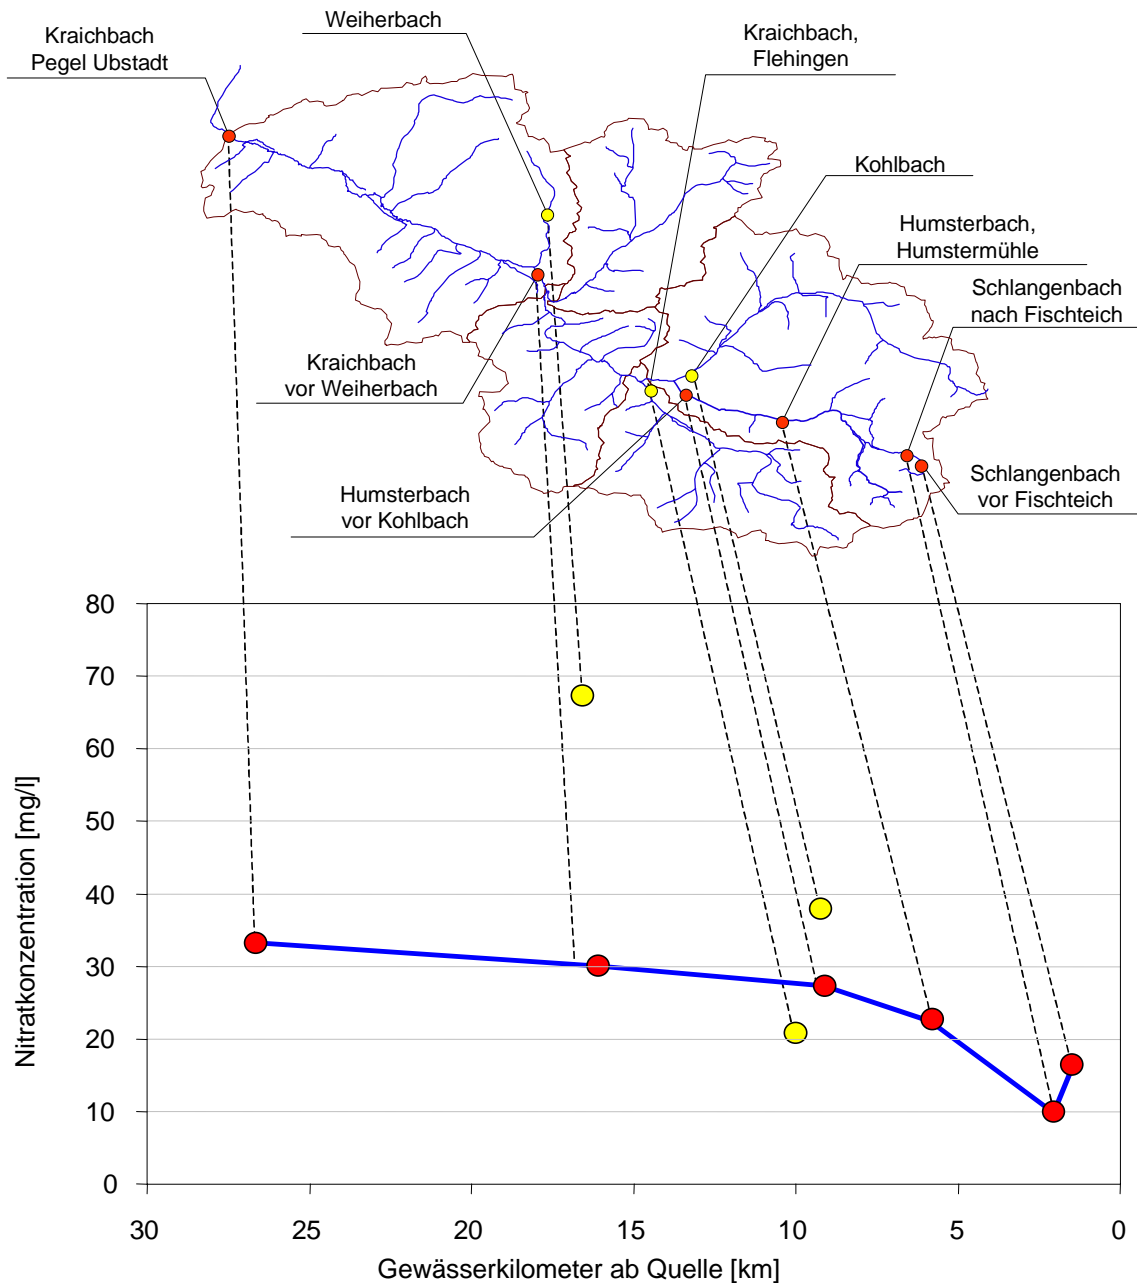 Weiherbach
Kraichbach
Pegel Ubstadt
Kraichbach,
Flehingen
Kohlbach
Humsterbach,
Humstermühle
Schlangenbach
nach Fischteich
Kraichbach
vor Weiherbach
Humsterbach
vor Kohlbach
Schlangenbach
vor Fischteich
80
70
60
50
40
30
20
10
0
Nitratkonzentration [mg/l]
30
25
20
15
10
5
0
Gewässerkilometer ab Quelle [km]